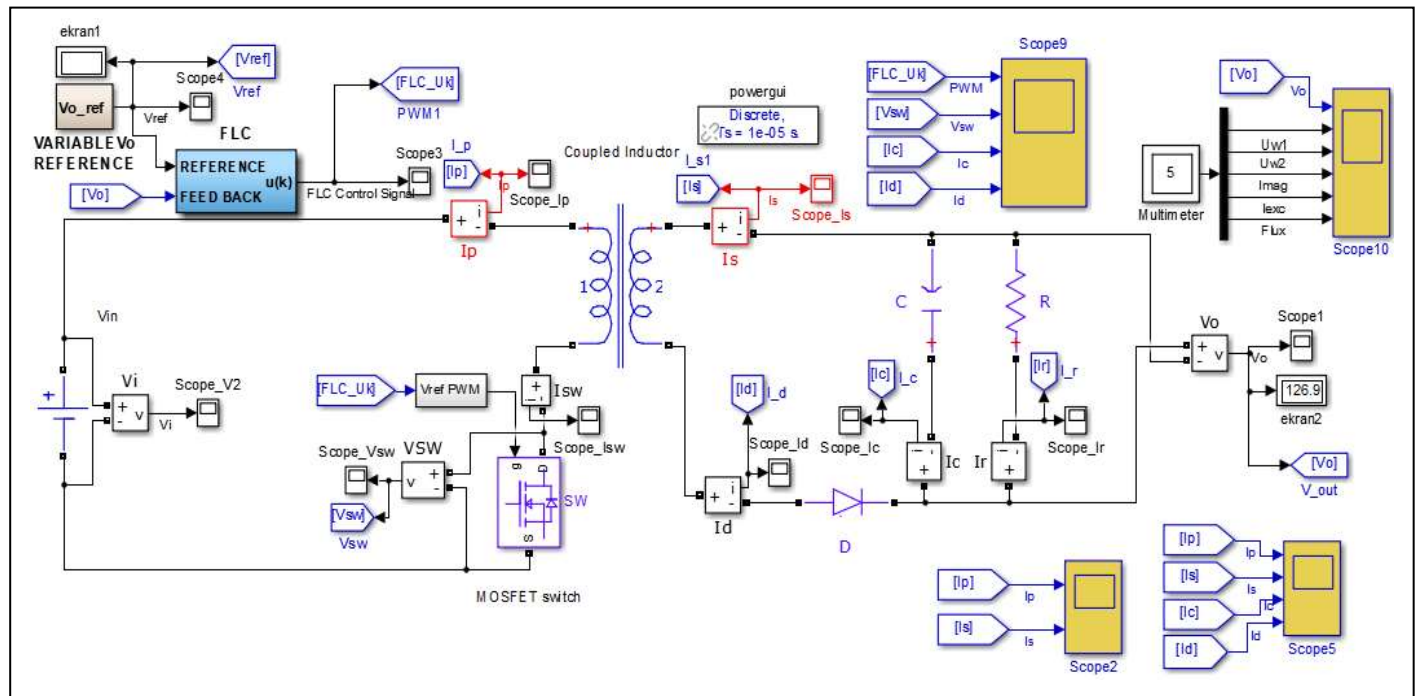 ekran1
[Vref]
Vref
Scope4
Vo_ref
Vref
VARIABLE Vo
REFERENCE
FLC
REFERENCE
FEED BACK
u(k)
[Vo]
[FLC_Uk]
PWM1
Scope3
FLC Control Signal
I_p
[Ip]
Ip
Scope_Ip
+
i
-
Ip
Coupled Inductor
powergui
Discrete,
Ts = 1e-05 s.
I_s1
[Is]
Is
Scope_Is
+
i
-
Is
Scope9
[FLC_Uk]
PWM
[Vsw]
Vsw
[Ic]
Ic
[Id]
Id
[Vo]
Vo
5
Multimeter
Uw1
Uw2
Imag
Iexc
Flux
Scope10
+
1
+
2
Vin
+
Vi
+
-
v
Vi
Scope_V2
[FLC_Uk]
Vref PWM
Isw
+
i
-
Scope_Isw
Scope_Vsw
VSW
v
+
-
[Vsw]
Vsw
g
D
S
SW
MOSFET switch
[Id]
I_d
Scope_Id
+
i
-
Id
D
C
+
R
+
[Ic]
I_c
Scope_Ic
i
+
-
Ic
[Ir]
I_r
Scope_Ir
i
+
-
Ir
Vo
+
-
v
Vo
Scope1
126.9
ekran2
[Vo]
V_out
[Ip]
Ip
[Is]
Is
Scope2
[Ip]
Ip
[Is]
Is
[Ic]
Ic
[Id]
Id
Scope5